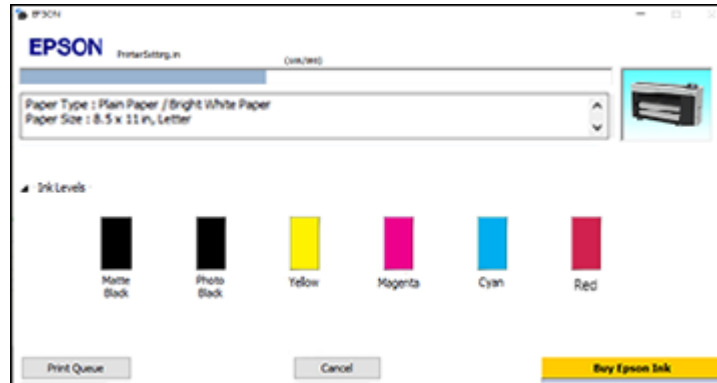 EPSON
EPSON
PrinterSetting.in
Paper Type : Plain Paper / Bright White Paper
Paper Size : 8.5 x 11 in, Letter
Ink Levels
Matte
Black
Photo
Black
Yellow
Magenta
Cyan
Red
Print Queue
Cancel
Buy Epson Ink